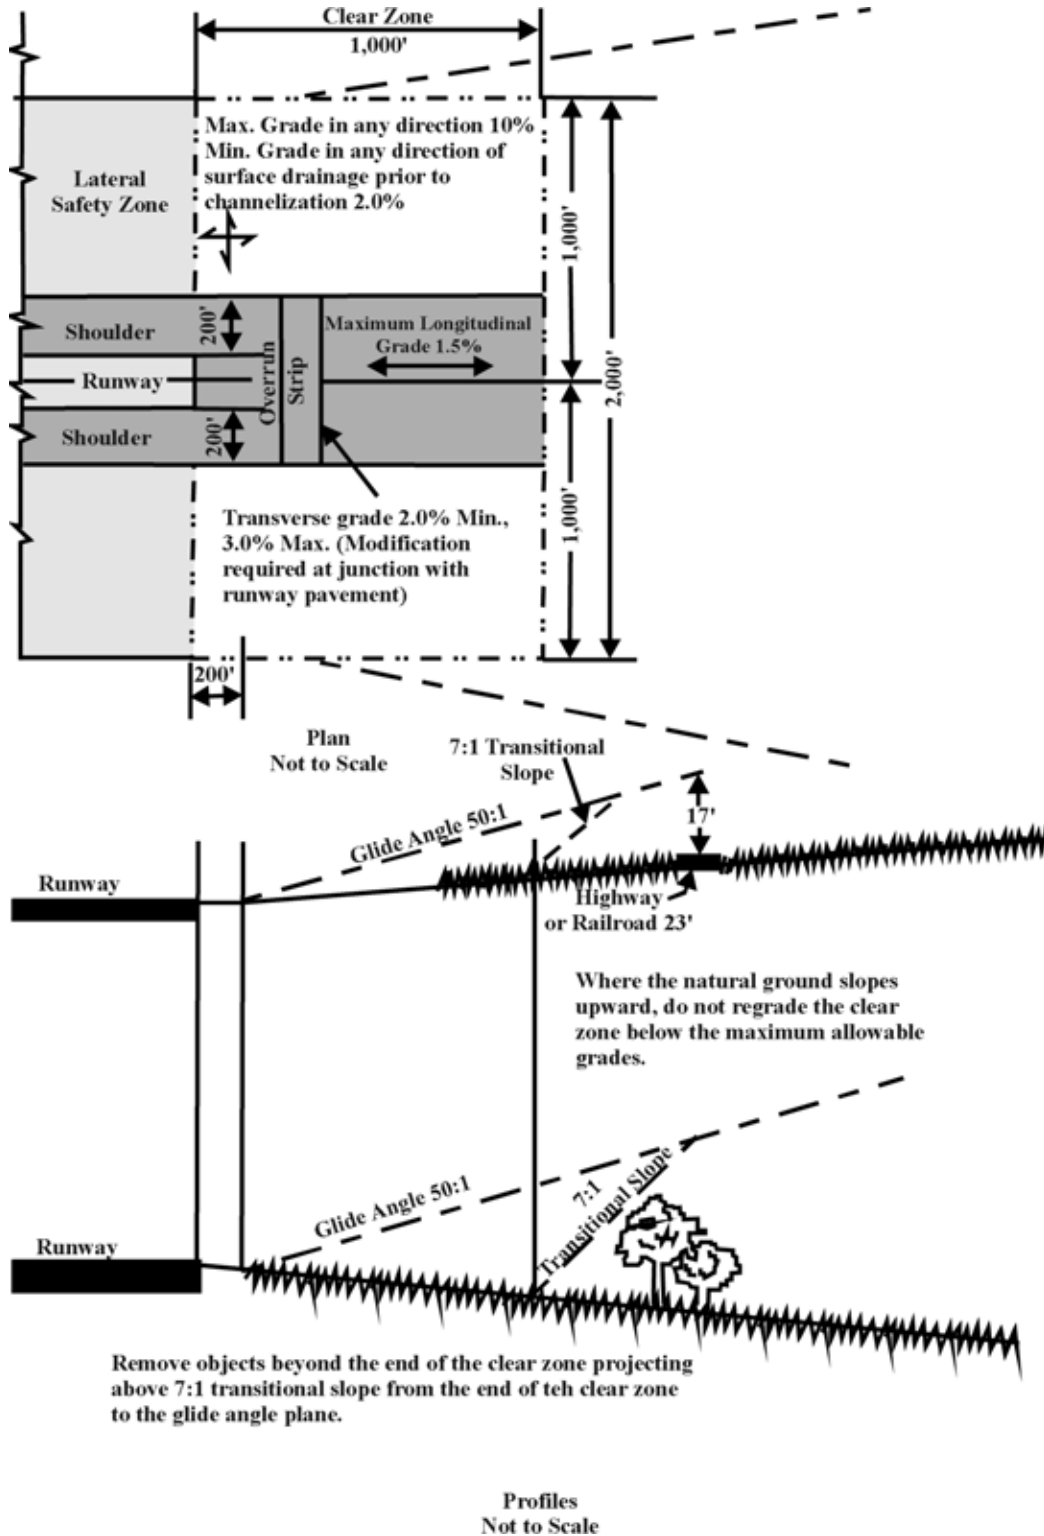 Clear Zone
1,000'
Max. Grade in any direction 10%
Min. Grade in any direction of
surface drainage prior to
channelization 2.0%
Lateral
Safety Zone
1,000'
2,000'
Shoulder
200'
Maximum Longitudinal
Grade 1.5%
Runway
Overrun
Strip
Shoulder
200'
1,000'
Transverse grade 2.0% Min.,
3.0% Max. (Modification
required at junction with
runway pavement)
200'
Plan
Not to Scale
7:1 Transitional
Slope
Glide Angle 50:1
17'
Runway
Highway
or Railroad 23'
Where the natural ground slopes
upward, do not regrade the clear
zone below the maximum allowable
grades.
Glide Angle 50:1
7:1
Transitional Slope
Runway
Remove objects beyond the end of the clear zone projecting
above 7:1 transitional slope from the end of teh clear zone
to the glide angle plane.
Profiles
Not to Scale